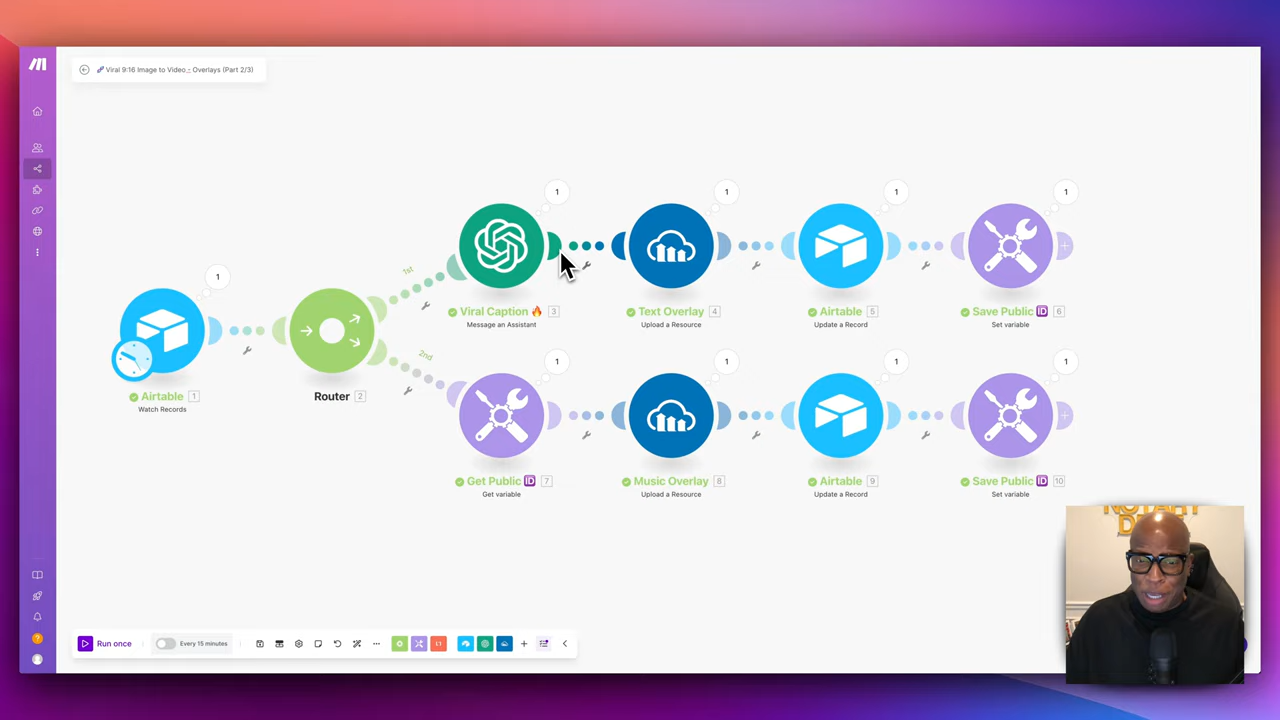 Viral 9:16 Image to Video - Overlays (Part 2/3)
1
1
1
1
1
1st
Viral Caption 🔥 3
Message an Assistant
Text Overlay 4
Upload a Resource
Airtable 5
Update a Record
Save Public 🆔 6
Set variable
Airtable 1
Watch Records
Router 2
2nd
1
1
1
1
Get Public 🆔 7
Get variable
Music Overlay 8
Upload a Resource
Airtable 9
Update a Record
Save Public 🆔 10
Set variable
Run once
Every 15 minutes